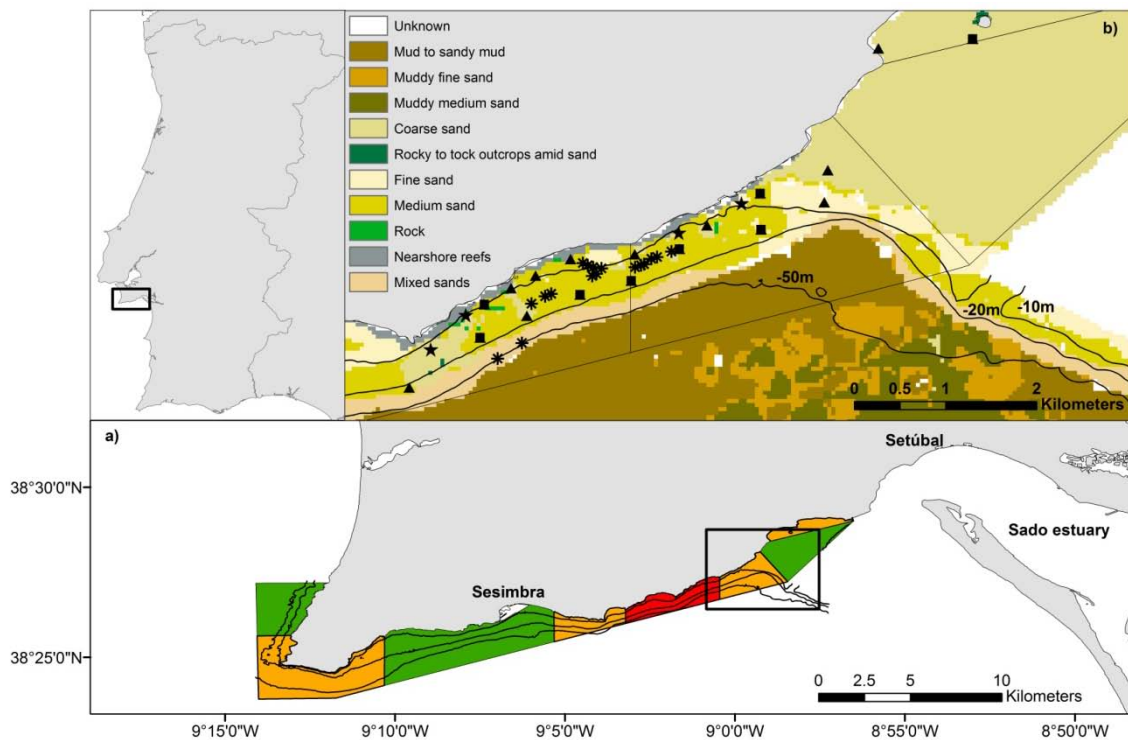 Unknown
b)
Mud to sandy mud
Muddy fine sand
Muddy medium sand
Coarse sand
Rocky to tock outcrops amid sand
Fine sand
Medium sand
Rock
Nearshore reefs
Mixed sands
-50m
-20m
-10m
0 0.5 1 2
Kilometers
a)
Setúbal
38°30'0"N
Sado estuary
Sesimbra
38°25'0"N
0 2.5 5 10
Kilometers
9°15'0"W 9°10'0"W 9°5'0"W 9°0'0"W 8°55'0"W 8°50'0"W